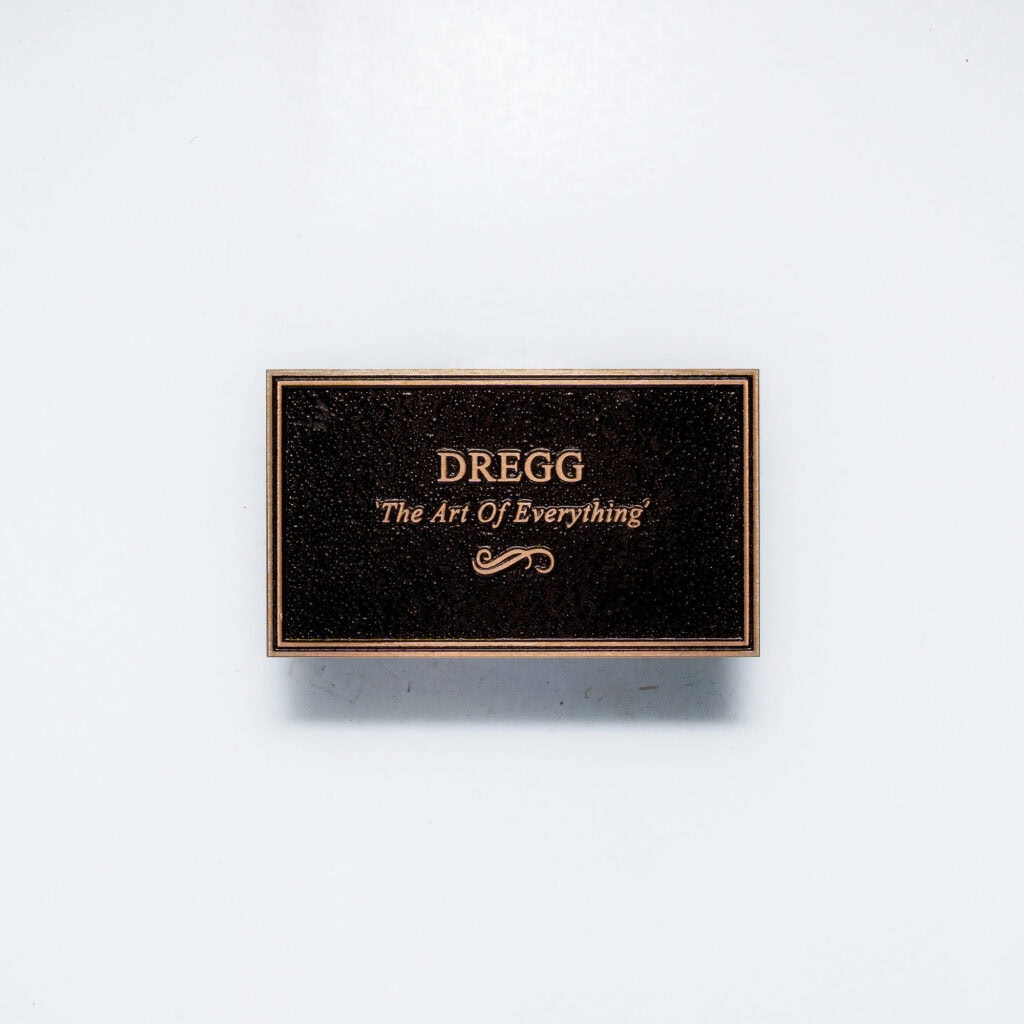 DREGG
'The Art Of Everything'